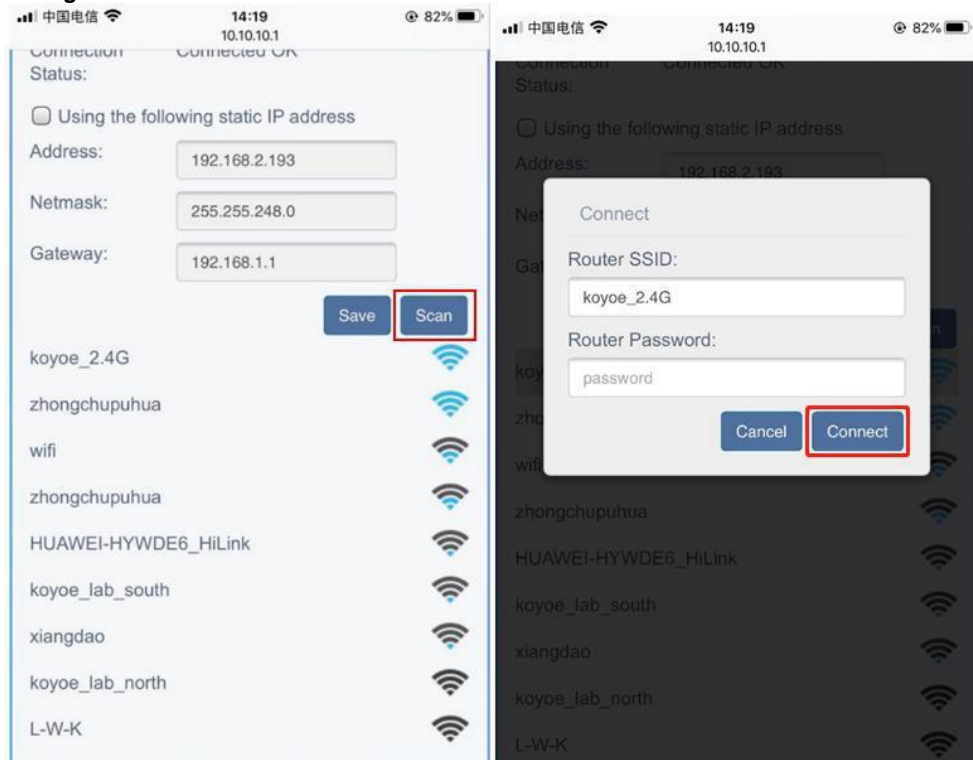 中国电信 14:19 82%
10.10.10.1
Connection Connected OK
Status:
Using the following static IP address
Address: 192.168.2.193
Netmask: 255.255.248.0
Gateway: 192.168.1.1
Save Scan
koyoe_2.4G
zhongchupuhua
wifi
zhongchupuhua
HUAWEI-HYWDE6_HiLink
koyoe_lab_south
xiangdao
koyoe_lab_north
L-W-K
中国电信 14:19 82%
10.10.10.1
Connection Connected OK
Status:
Using the following static IP address
Address: 192.168.2.193
Connect
Router SSID:
koyoe_2.4G
Router Password:
password
Cancel Connect
wifi
zhongchupuhua
HUAWEI-HYWDE6_HiLink
koyoe_lab_south
xiangdao
koyoe_lab_north
L-W-K